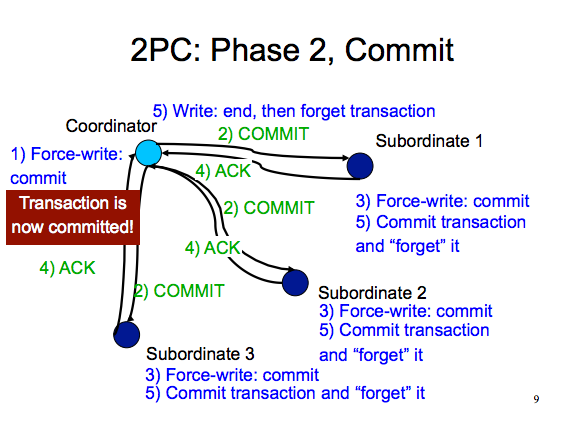 2PC: Phase 2, Commit
5) Write: end, then forget transaction
Coordinator
2) COMMIT
Subordinate 1
1) Force-write:
commit
4) ACK
Transaction is
now committed!
3) Force-write: commit
5) Commit transaction
and “forget” it
2) COMMIT
4) ACK
4) ACK
2) COMMIT
Subordinate 2
3) Force-write: commit
5) Commit transaction
and “forget” it
Subordinate 3
3) Force-write: commit
5) Commit transaction and “forget” it
9